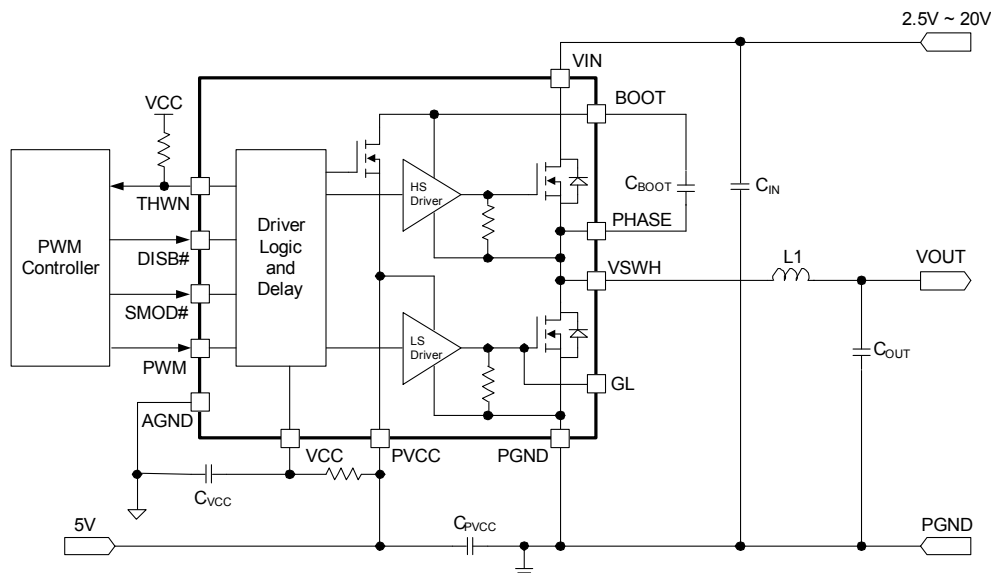 2.5V ~ 20V
VIN
BOOT
VCC
THWN
DISB#
SMOD#
PWM
AGND
PWM
Controller
Driver
Logic
and
Delay
HS
Driver
LS
Driver
CBOOT
CIN
PHASE
VSWH
L1
VOUT
COUT
GL
VCC
PVCC
PGND
CVCC
5V
CPVCC
PGND